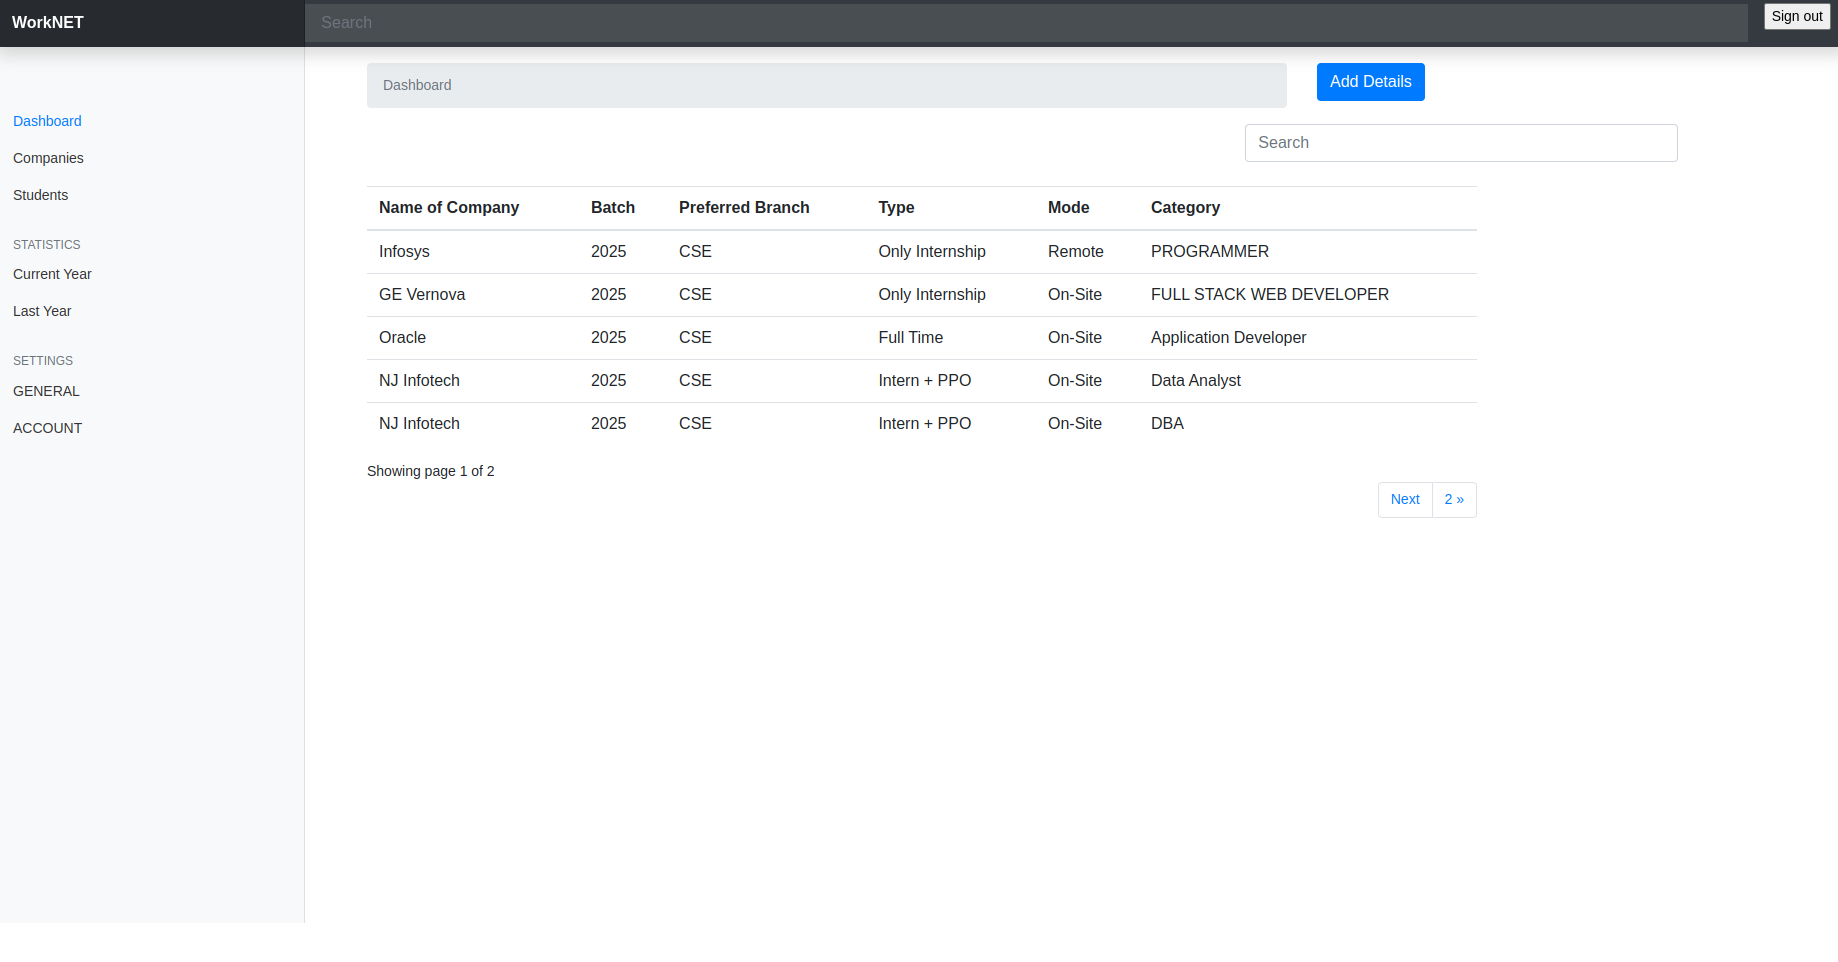 WorkNET Search Sign out
Dashboard Add Details
Search
Dashboard
Companies
Students
STATISTICS
Current Year
Last Year
SETTINGS
GENERAL
ACCOUNT
Name of Company Batch Preferred Branch Type Mode Category
Infosys 2025 CSE Only Internship Remote PROGRAMMER
GE Vernova 2025 CSE Only Internship On-Site FULL STACK WEB DEVELOPER
Oracle 2025 CSE Full Time On-Site Application Developer
NJ Infotech 2025 CSE Intern + PPO On-Site Data Analyst
NJ Infotech 2025 CSE Intern + PPO On-Site DBA
Showing page 1 of 2
Next 2 »